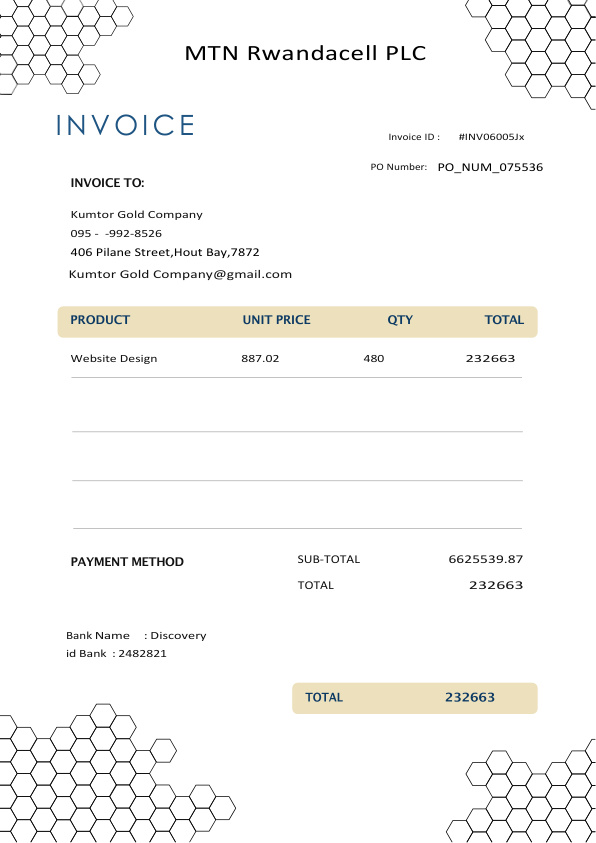 MTN Rwandacell PLC
INVOICE
Invoice ID : #INV06005Jx
PO Number: PO_NUM_075536
INVOICE TO:
Kumtor Gold Company
095 - -992-8526
406 Pilane Street,Hout Bay,7872
Kumtor Gold Company@gmail.com
PRODUCT UNIT PRICE QTY TOTAL
Website Design 887.02 480 232663
SUB-TOTAL 6625539.87
PAYMENT METHOD
TOTAL 232663
Bank Name : Discovery
id Bank : 2482821
TOTAL 232663